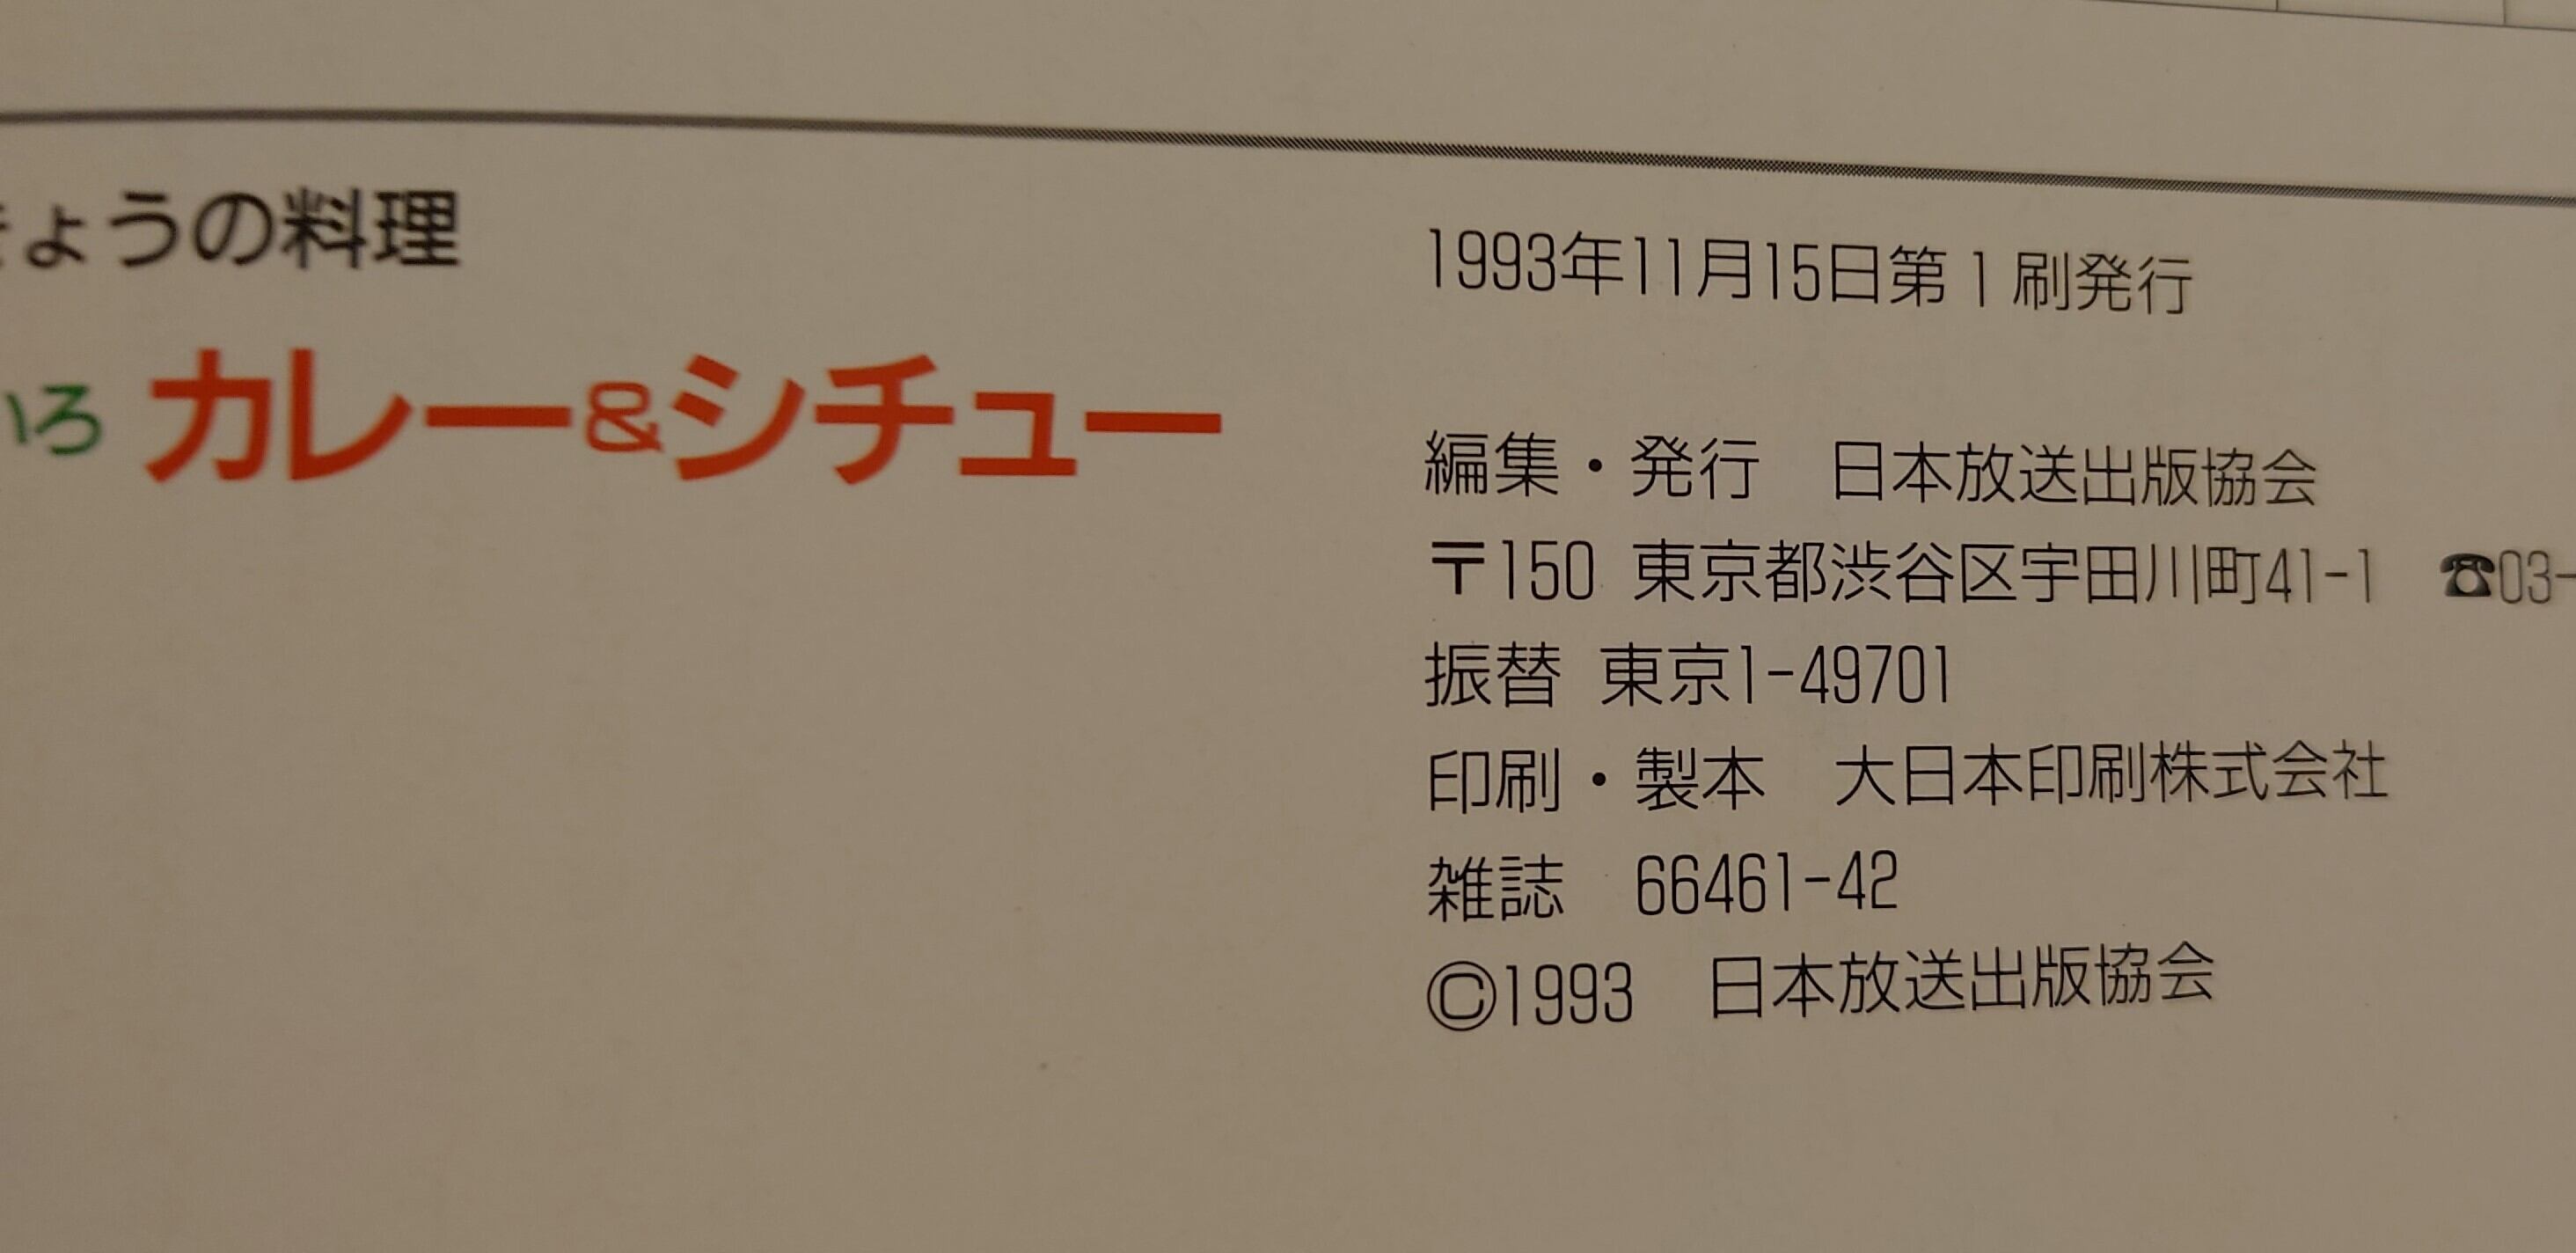 きょうの料理
いろ カレー&シチュー
1993年11月15日第1刷発行
編集・発行　日本放送出版協会
〒150 東京都渋谷区宇田川町41-1　☎03-
振替 東京1-49701
印刷・製本　大日本印刷株式会社
雑誌　66461-42
©1993　日本放送出版協会